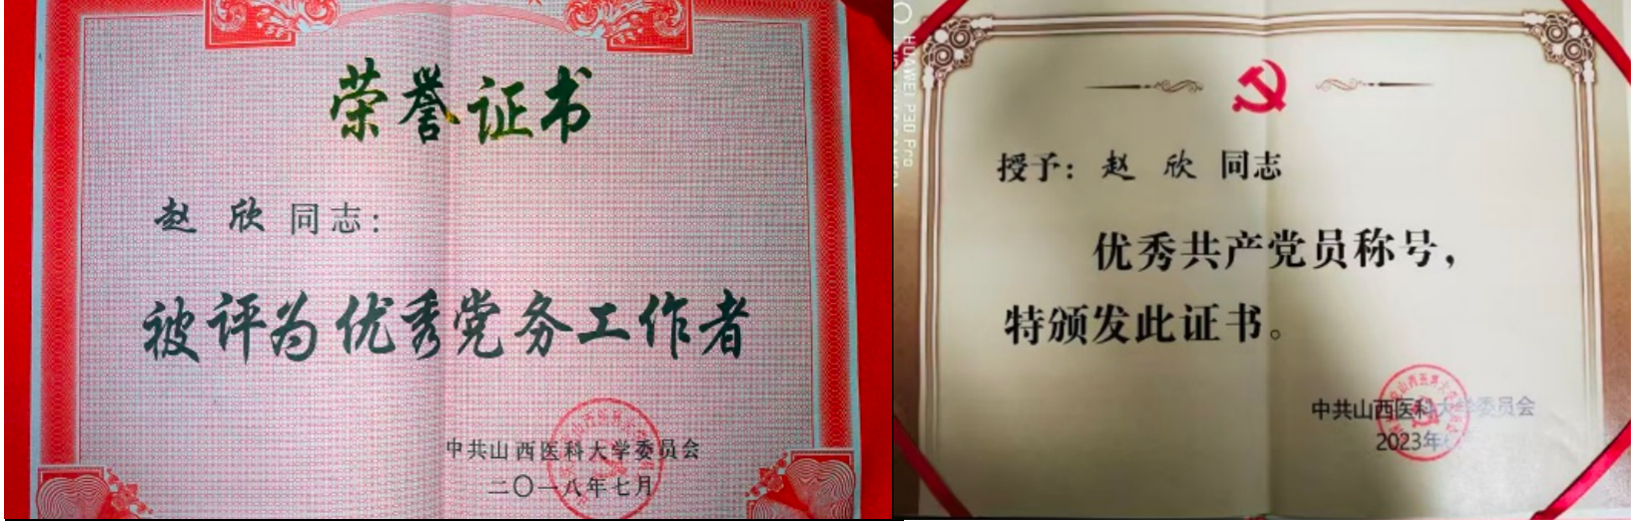 荣誉证书
赵 欣 同志:
被评为优秀党务工作者
中共山西医科大学委员会
二〇一八年七月
授予: 赵 欣 同志
优秀共产党员称号,
特颁发此证书。
中共山西医科大学委员会
2023年
HUAWEI P30 Pro